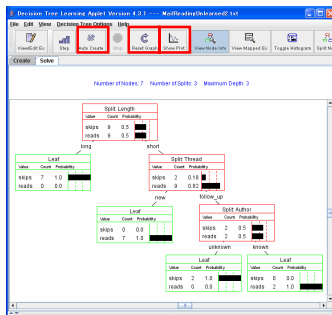 Decision Tree Learning Applet Version 4.3.1 --- MailReadingUnlearned2.txt
File Edit View Decision Tree Options Help
View/Edit Ex. Step Auto Create Stop Reset Graph Show Plot View Node Info View Mapped Ex. Toggle Histogram Split N
Create Solve
Number of Nodes: 7 Number of Splits: 3 Maximum Depth: 3
Split: Length
Value Count Probability
skips 9 0.5
reads 9 0.5
long short
Leaf
Value Count Probability
skips 7 1.0
reads 0 0.0
Split: Thread
Value Count Probability
skips 2 0.18
reads 9 0.82
new follow_up
Leaf
Value Count Probability
skips 0 0.0
reads 7 1.0
Split: Author
Value Count Probability
skips 2 0.5
reads 2 0.5
unknown known
Leaf
Value Count Probability
skips 2 1.0
reads 0 0.0
Leaf
Value Count Probability
skips 0 0.0
reads 2 1.0